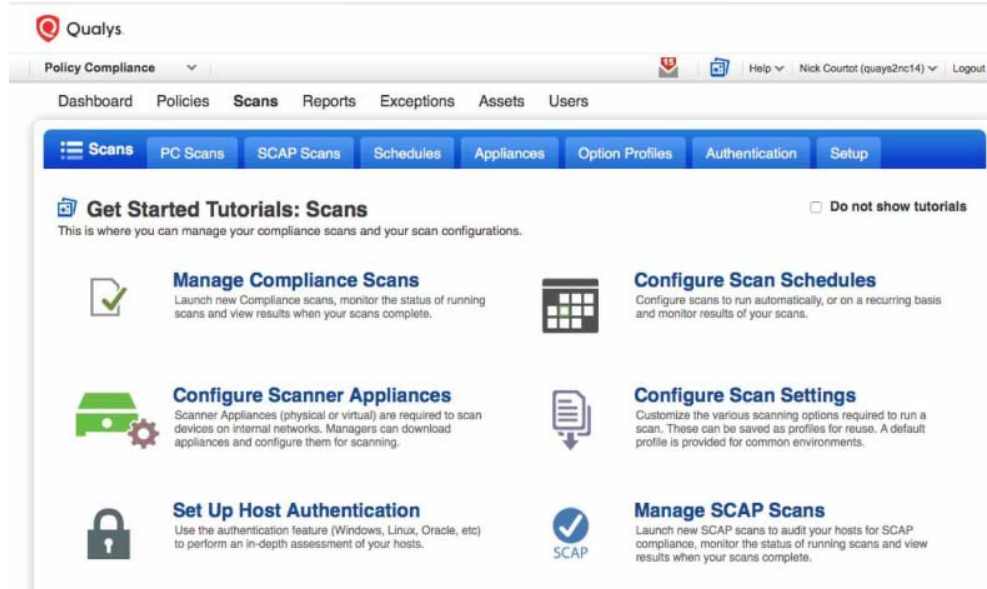 Qualys.
Policy Compliance
15
Help
Nick Courtot (quays2nc14)
Logout
Dashboard Policies Scans Reports Exceptions Assets Users
Scans PC Scans SCAP Scans Schedules Appliances Option Profiles Authentication Setup
Get Started Tutorials: Scans
Do not show tutorials
This is where you can manage your compliance scans and your scan configurations.
Manage Compliance Scans
Launch new Compliance scans, monitor the status of running
scans and view results when your scans complete.
Configure Scan Schedules
Configure scans to run automatically, or on a recurring basis
and monitor results of your scans.
Configure Scanner Appliances
Scanner Appliances (physical or virtual) are required to scan
devices on internal networks. Managers can download
appliances and configure them for scanning.
Configure Scan Settings
Customize the various scanning options required to run a
scan. These can be saved as profiles for reuse. A default
profile is provided for common environments.
Set Up Host Authentication
Use the authentication feature (Windows, Linux, Oracle, etc)
to perform an in-depth assessment of your hosts.
SCAP
Manage SCAP Scans
Launch new SCAP scans to audit your hosts for SCAP
compliance, monitor the status of running scans and view
results when your scans complete.